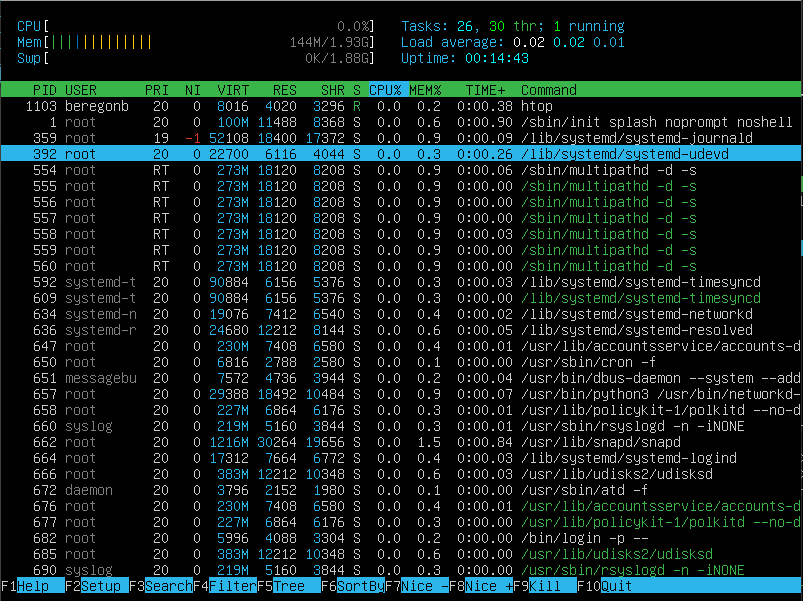 CPU[ 0.0%] Tasks: 26, 30 thr; 1 running
Mem[||||||||||||| 144M/1.93G] Load average: 0.02 0.02 0.01
Swp[ 0K/1.88G] Uptime: 00:14:43
PID USER PRI NI VIRT RES SHR S CPU% MEM% TIME+ Command
1103 beregonb 20 0 8016 4020 3296 R 0.0 0.2 0:00.38 htop
1 root 20 0 100M 11488 8368 S 0.0 0.6 0:00.90 /sbin/init splash noprompt noshell
359 root 19 -1 52108 18400 17372 S 0.0 0.9 0:00.09 /lib/systemd/systemd-journald
392 root 20 0 22700 6116 4044 S 0.0 0.3 0:00.26 /lib/systemd/systemd-udevd
554 root RT 0 273M 18120 8208 S 0.0 0.9 0:00.06 /sbin/multipathd -d -s
555 root RT 0 273M 18120 8208 S 0.0 0.9 0:00.00 /sbin/multipathd -d -s
556 root RT 0 273M 18120 8208 S 0.0 0.9 0:00.00 /sbin/multipathd -d -s
557 root RT 0 273M 18120 8208 S 0.0 0.9 0:00.00 /sbin/multipathd -d -s
558 root RT 0 273M 18120 8208 S 0.0 0.9 0:00.03 /sbin/multipathd -d -s
559 root RT 0 273M 18120 8208 S 0.0 0.9 0:00.00 /sbin/multipathd -d -s
560 root RT 0 273M 18120 8208 S 0.0 0.9 0:00.00 /sbin/multipathd -d -s
592 systemd-t 20 0 90884 6156 5376 S 0.0 0.3 0:00.03 /lib/systemd/systemd-timesyncd
609 systemd-t 20 0 90884 6156 5376 S 0.0 0.3 0:00.00 /lib/systemd/systemd-timesyncd
634 systemd-n 20 0 19076 7412 6540 S 0.0 0.4 0:00.02 /lib/systemd/systemd-networkd
636 systemd-r 20 0 24680 12212 8144 S 0.0 0.6 0:00.05 /lib/systemd/systemd-resolved
647 root 20 0 230M 7408 6580 S 0.0 0.4 0:00.04 /usr/lib/accountsservice/accounts-d
650 root 20 0 6816 2788 2580 S 0.0 0.1 0:00.00 /usr/sbin/cron -f
651 messagebu 20 0 7572 4736 3944 S 0.0 0.2 0:00.04 /usr/bin/dbus-daemon --system --add
657 root 20 0 29388 18492 10484 S 0.0 0.9 0:00.07 /usr/bin/python3 /usr/bin/networkd-
658 root 20 0 227M 6864 6176 S 0.0 0.3 0:00.01 /usr/lib/policykit-1/polkitd --no-d
660 syslog 20 0 219M 5160 3844 S 0.0 0.3 0:00.01 /usr/sbin/rsyslogd -n -iNONE
662 root 20 0 1216M 30264 19656 S 0.0 1.5 0:00.84 /usr/lib/snapd/snapd
664 root 20 0 17312 7664 6772 S 0.0 0.4 0:00.03 /lib/systemd/systemd-logind
666 root 20 0 383M 12212 10348 S 0.0 0.6 0:00.03 /usr/lib/udisks2/udisksd
672 daemon 20 0 3796 2152 1980 S 0.0 0.1 0:00.00 /usr/sbin/atd -f
676 root 20 0 230M 7408 6580 S 0.0 0.4 0:00.01 /usr/lib/accountsservice/accounts-d
677 root 20 0 227M 6864 6176 S 0.0 0.3 0:00.00 /usr/lib/policykit-1/polkitd --no-d
682 root 20 0 5996 4088 3304 S 0.0 0.2 0:00.02 /bin/login -p --
685 root 20 0 383M 12212 10348 S 0.0 0.6 0:00.00 /usr/lib/udisks2/udisksd
690 syslog 20 0 219M 5160 3844 S 0.0 0.3 0:00.00 /usr/sbin/rsyslogd -n -iNONE
F1Help F2Setup F3SearchF4FilterF5Tree F6SortByF7Nice -F8Nice +F9Kill F10Quit